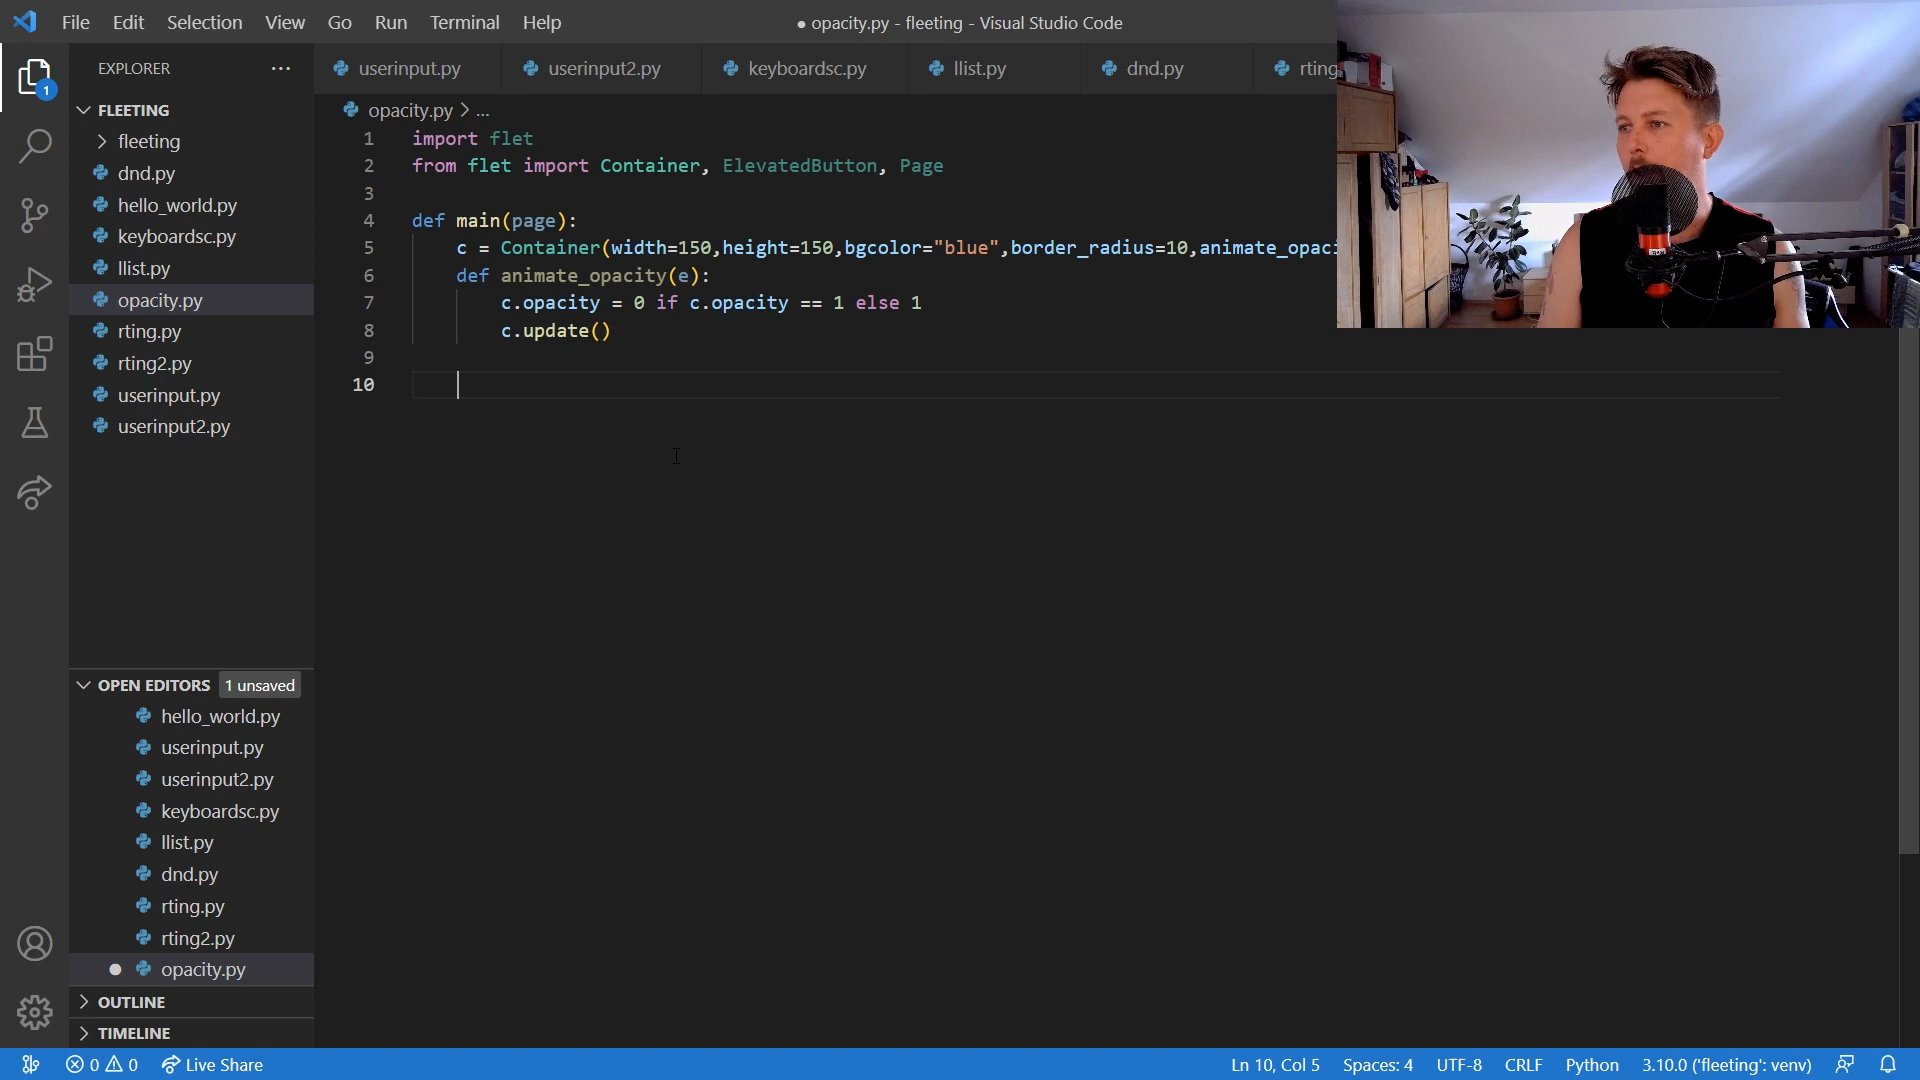 File Edit Selection View Go Run Terminal Help
● opacity.py - fleeting - Visual Studio Code
EXPLORER
userinput.py userinput2.py keyboardsc.py llist.py dnd.py rting
FLEETING
fleeting
dnd.py
hello_world.py
keyboardsc.py
llist.py
opacity.py
rting.py
rting2.py
userinput.py
userinput2.py
opacity.py > ...
1 import flet
2 from flet import Container, ElevatedButton, Page
3
4 def main(page):
5 c = Container(width=150,height=150,bgcolor="blue",border_radius=10,animate_opaci
6 def animate_opacity(e):
7 c.opacity = 0 if c.opacity == 1 else 1
8 c.update()
9
10
OPEN EDITORS 1 unsaved
hello_world.py
userinput.py
userinput2.py
keyboardsc.py
llist.py
dnd.py
rting.py
rting2.py
opacity.py
OUTLINE
TIMELINE
1
0 0 Live Share
Ln 10, Col 5 Spaces: 4 UTF-8 CRLF Python 3.10.0 ('fleeting': venv)